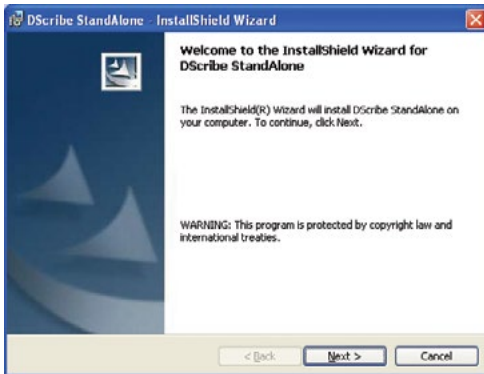 DScribe StandAlone - InstallShield Wizard
Welcome to the InstallShield Wizard for
DScribe StandAlone
The InstallShield(R) Wizard will install DScribe StandAlone on
your computer. To continue, click Next.
WARNING: This program is protected by copyright law and
international treaties.
< Back
Next >
Cancel